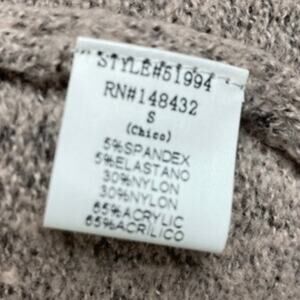 STYLE#51994
RN#148432
S
(Chico)
5%SPANDEX
5%ELASTANO
30%NYLON
30%NYLON
65%ACRYLIC
65%ACRILICO